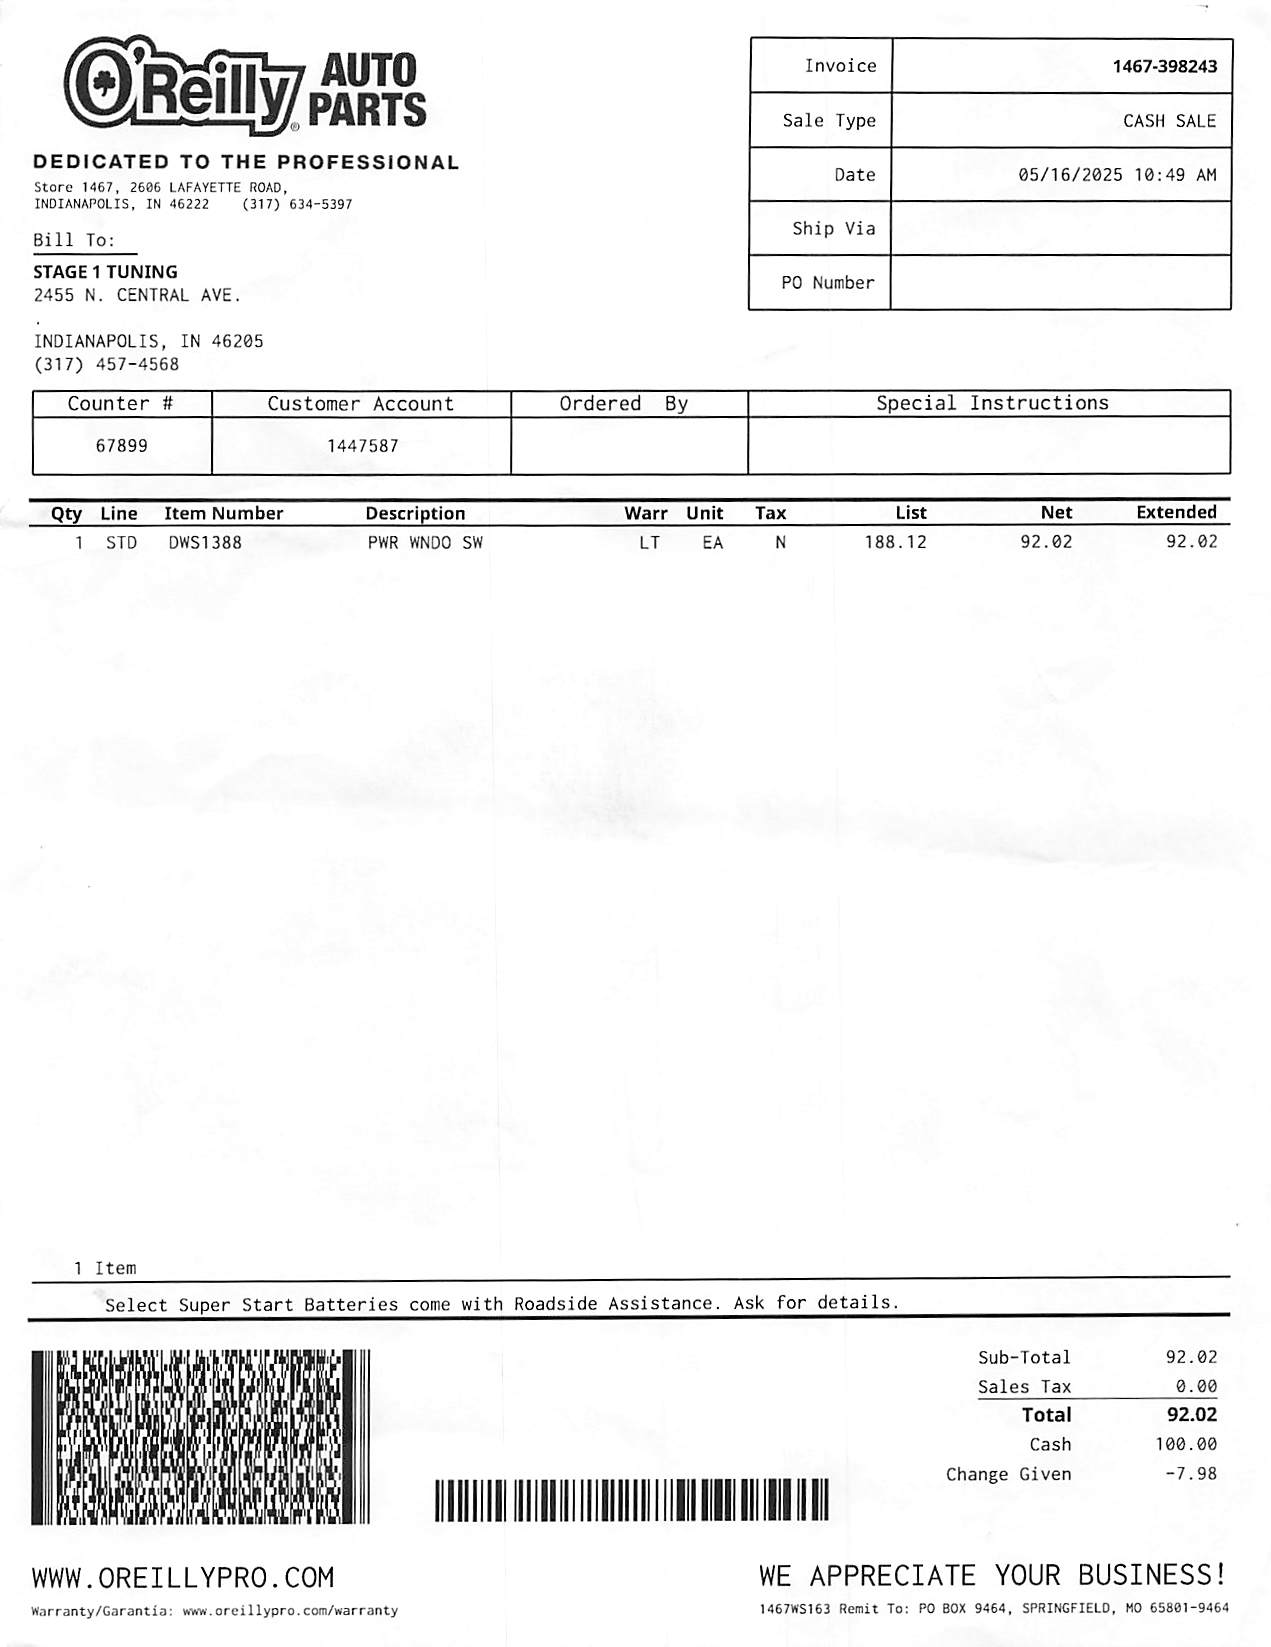 O'Reilly® AUTO PARTS
DEDICATED TO THE PROFESSIONAL
Store 1467, 2606 LAFAYETTE ROAD,
INDIANAPOLIS, IN 46222 (317) 634-5397
Bill To:
STAGE 1 TUNING
2455 N. CENTRAL AVE.
.
INDIANAPOLIS, IN 46205
(317) 457-4568
Invoice 1467-398243
Sale Type CASH SALE
Date 05/16/2025 10:49 AM
Ship Via
PO Number
Counter # Customer Account Ordered By Special Instructions
67899 1447587
Qty Line Item Number Description Warr Unit Tax List Net Extended
1 STD DWS1388 PWR WNDO SW LT EA N 188.12 92.02 92.02
1 Item
Select Super Start Batteries come with Roadside Assistance. Ask for details.
Sub-Total 92.02
Sales Tax 0.00
Total 92.02
Cash 100.00
Change Given -7.98
WWW.OREILLYPRO.COM
Warranty/Garantía: www.oreillypro.com/warranty
WE APPRECIATE YOUR BUSINESS!
1467WS163 Remit To: PO BOX 9464, SPRINGFIELD, MO 65801-9464